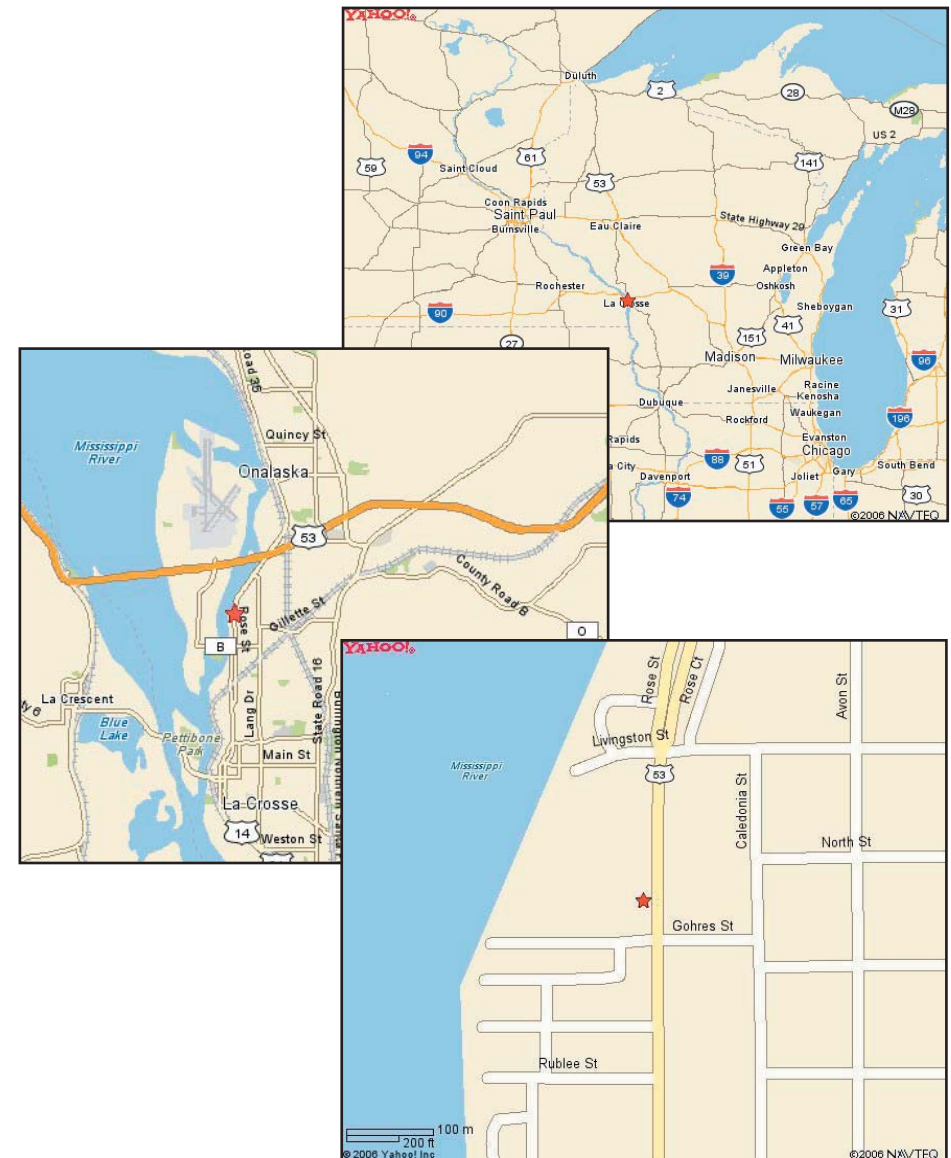 YAHOO!®
Duluth
2
28
M28
US 2
94
61
141
59
Saint Cloud
53
Coon Rapids
Saint Paul
Burnsville
Eau Claire
State Highway 29
Green Bay
39
Appleton
Oshkosh
Rochester
La Crosse
Sheboygan
90
31
41
151
27
Madison
Milwaukee
96
Janesville
Racine
Kenosha
Dubuque
Waukegan
Rockford
196
Evanston
Chicago
Rapids
88
51
a City
Davenport
Joliet
Gary
South Bend
74
55
57
65
30
©2006 NAVTEQ
oad 35
Quincy St
Mississippi
River
Onalaska
53
County Road B
Gillette St
Rose St
B
O
State Road 16
La Crescent
ty 6
Lang Dr
Blue
Lake
Pettibone
Park
Main St
La Crosse
14
Weston St
YAHOO!®
Rose St
Rose Ct
Avon St
Livingston St
Mississippi
River
53
Caledonia St
North St
Gohres St
Rublee St
100 m
200 ft
©2006 Yahoo! Inc
©2006 NAVTEQ